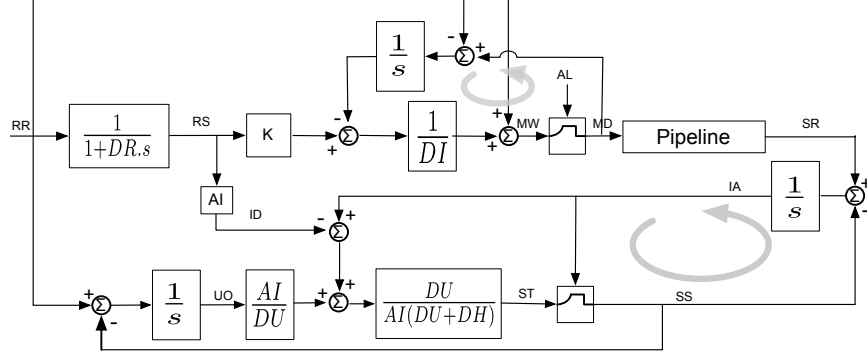 1
s
-
+
Σ
AL
RR
1
1+DR.s
RS
K
-
+
Σ
1
DI
+
+
Σ
MW
MD
Pipeline
SR
AI
ID
-
+
Σ
IA
1
s
+
-
Σ
+
-
Σ
1
s
UO
AI
DU
+
+
Σ
DU
AI(DU+DH)
ST
SS